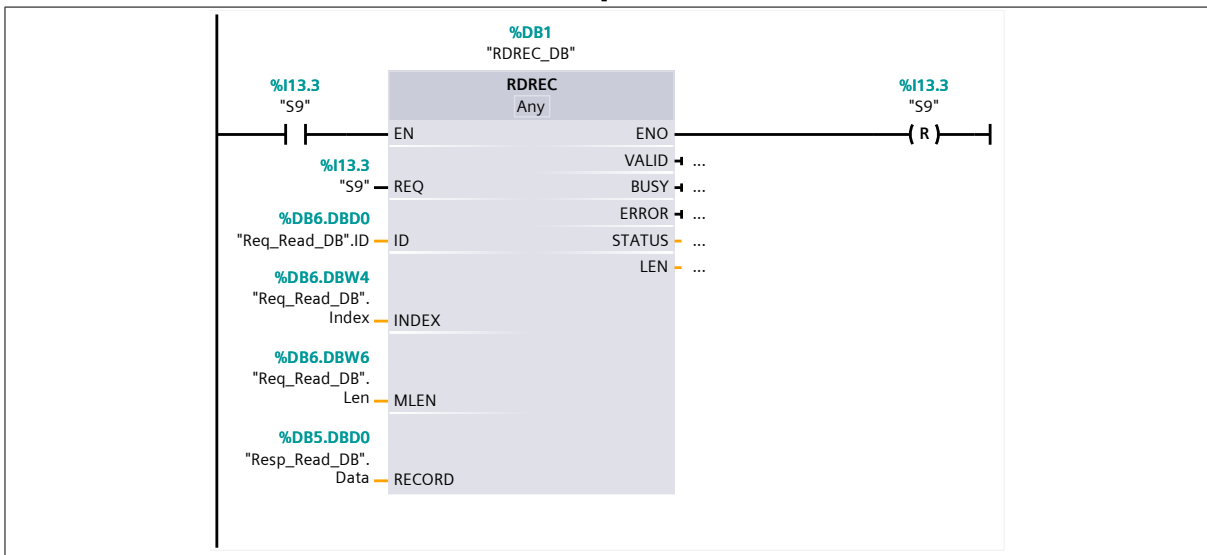 %DB1
"RDREC_DB"
%I13.3
"S9"
RDREC
Any
%I13.3
"S9"
EN
ENO
( R )
%I13.3
"S9"
REQ
VALID
...
BUSY
...
%DB6.DBD0
"Req_Read_DB".ID
ID
ERROR
...
STATUS
...
LEN
...
%DB6.DBW4
"Req_Read_DB".
Index
INDEX
%DB6.DBW6
"Req_Read_DB".
Len
MLEN
%DB5.DBD0
"Resp_Read_DB".
Data
RECORD